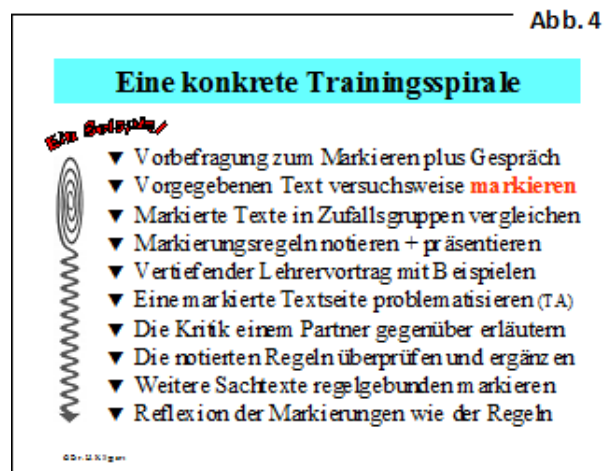 Abb. 4
Eine konkrete Trainingsspirale
Ein Beispiel!
▼ Vorbefragung zum Markieren plus Gespräch
▼ Vorgegebenen Text versuchsweise markieren
▼ Markierte Texte in Zufallsgruppen vergleichen
▼ Markierungsregeln notieren + präsentieren
▼ Vertiefender Lehrervortrag mit Beispielen
▼ Eine markierte Textseite problematisieren (TA)
▼ Die Kritik einem Partner gegenüber erläutern
▼ Die notierten Regeln überprüfen und ergänzen
▼ Weitere Sachtexte regelgebunden markieren
▼ Reflexion der Markierungen wie der Regeln